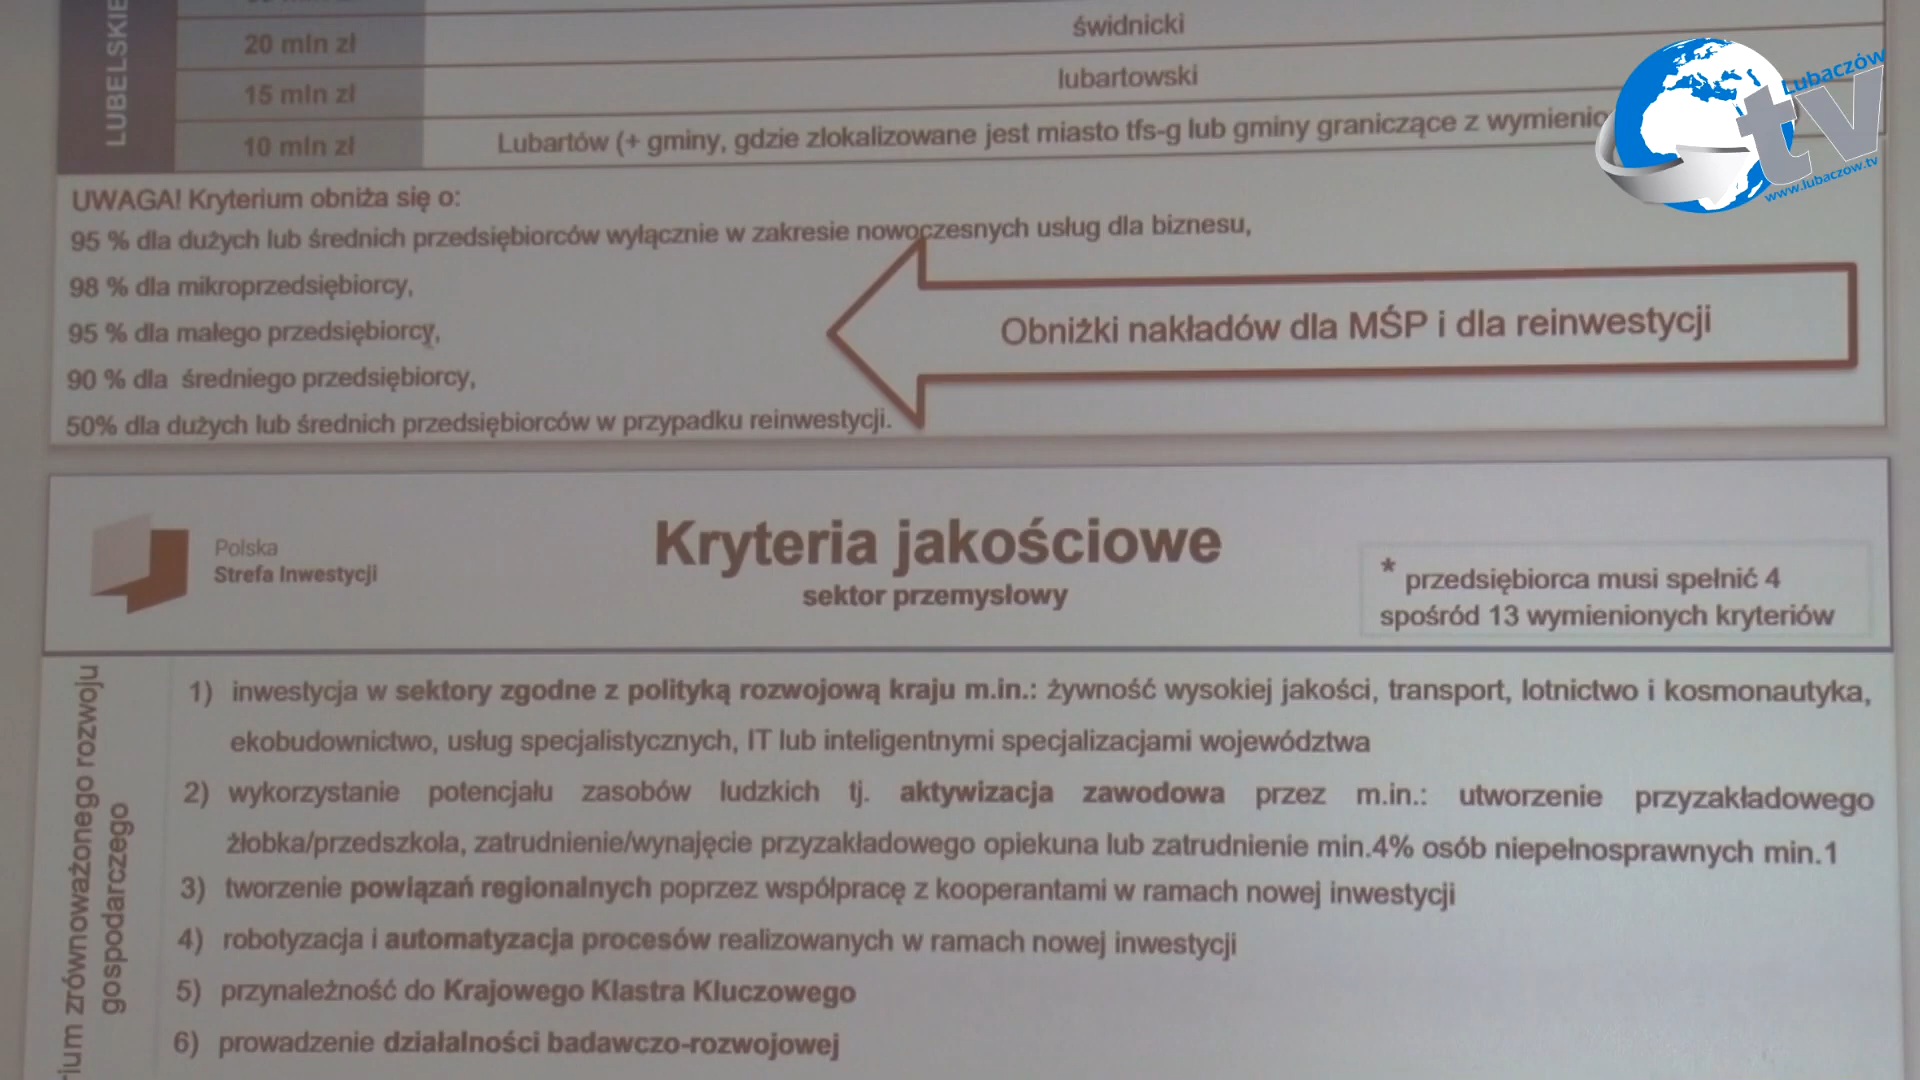 LUBELSKIE
20 mln zł
świdnicki
15 mln zł
lubartowski
10 mln zł
Lubartów (+ gminy, gdzie zlokalizowane jest miasto tfs-g lub gminy graniczące z
Lubaczów
tv
www.lubaczow.tv
UWAGA! Kryterium obniża się o:
95 % dla dużych lub średnich przedsiębiorców wyłącznie w zakresie nowoczesnych usług dla biznesu,
98 % dla mikroprzedsiębiorcy,
95 % dla małego przedsiębiorcy,
90 % dla średniego przedsiębiorcy,
50% dla dużych lub średnich przedsiębiorców w przypadku reinwestycji.
Obniżki nakładów dla MŚP i dla reinwestycji
Polska
Strefa Inwestycji
Kryteria jakościowe
sektor przemysłowy
* przedsiębiorca musi spełnić 4
spośród 13 wymienionych kryteriów
zrównoważonego rozwoju
gospodarczego
1) inwestycja w sektory zgodne z polityką rozwojową kraju m.in.: żywność wysokiej jakości, transport, lotnictwo i kosmonautyka,
ekobudownictwo, usług specjalistycznych, IT lub inteligentnymi specjalizacjami województwa
2) wykorzystanie potencjału zasobów ludzkich tj. aktywizacja zawodowa przez m.in.: utworzenie przyzakładowego
żłobka/przedszkola, zatrudnienie/wynajęcie przyzakładowego opiekuna lub zatrudnienie min.4% osób niepełnosprawnych min.1
3) tworzenie powiązań regionalnych poprzez współpracę z kooperantami w ramach nowej inwestycji
4) robotyzacja i automatyzacja procesów realizowanych w ramach nowej inwestycji
5) przynależność do Krajowego Klastra Kluczowego
6) prowadzenie działalności badawczo-rozwojowej